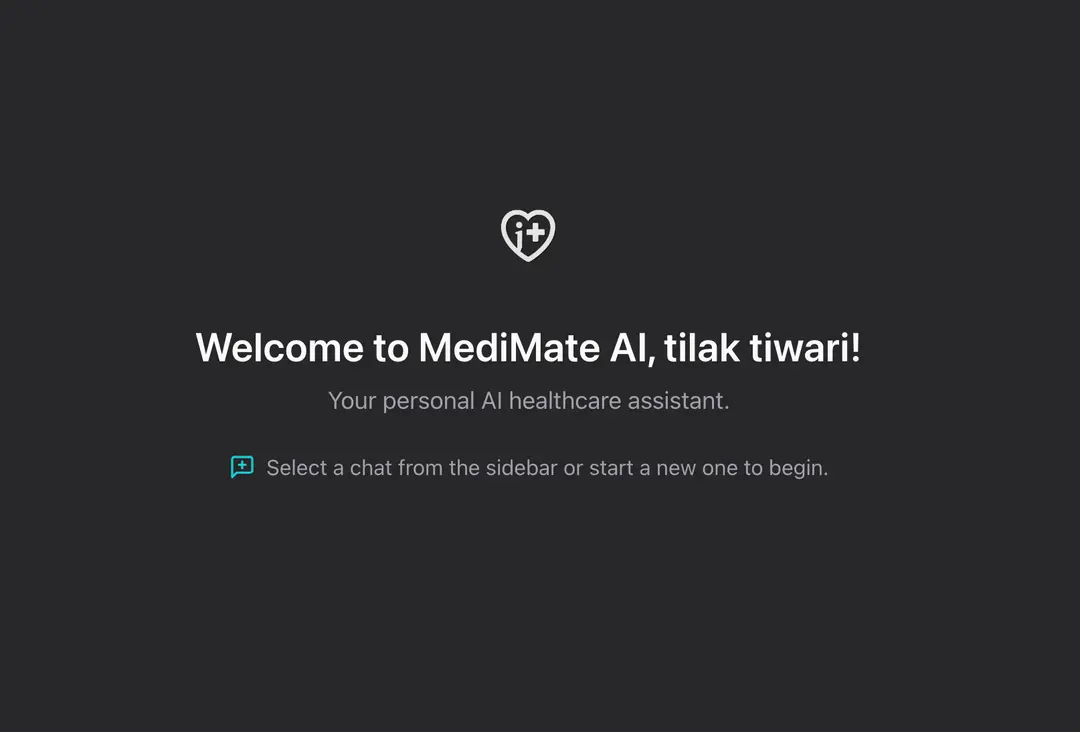 Welcome to MediMate AI, tilak tiwari!
Your personal AI healthcare assistant.
Select a chat from the sidebar or start a new one to begin.